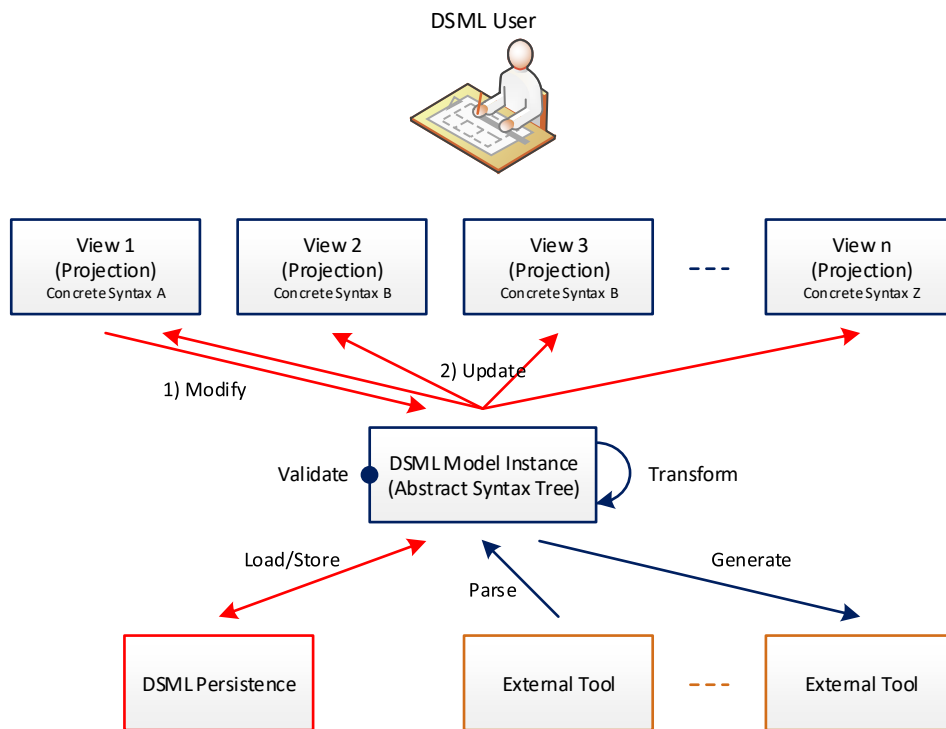 DSML User
View 1
(Projection)
Concrete Syntax A
View 2
(Projection)
Concrete Syntax B
View 3
(Projection)
Concrete Syntax B
View n
(Projection)
Concrete Syntax Z
1) Modify
2) Update
Validate
DSML Model Instance
(Abstract Syntax Tree)
Transform
Load/Store
Parse
Generate
DSML Persistence
External Tool
External Tool